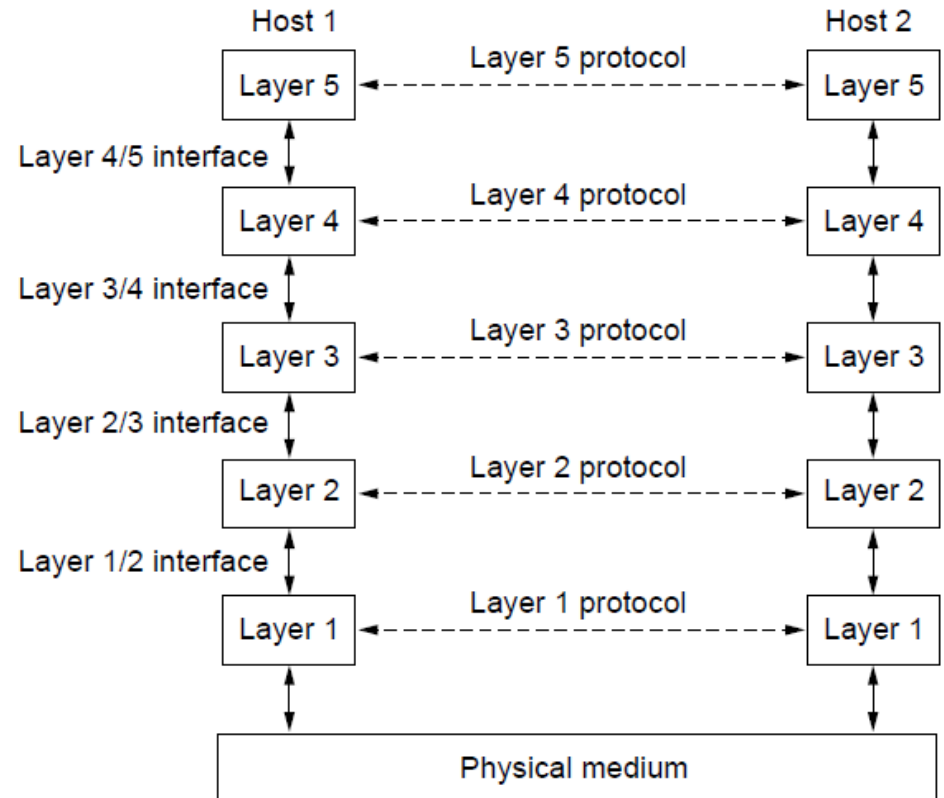 Host 1
Host 2
Layer 5 protocol
Layer 5
Layer 5
Layer 4/5 interface
Layer 4 protocol
Layer 4
Layer 4
Layer 3/4 interface
Layer 3 protocol
Layer 3
Layer 3
Layer 2/3 interface
Layer 2 protocol
Layer 2
Layer 2
Layer 1/2 interface
Layer 1 protocol
Layer 1
Layer 1
Physical medium